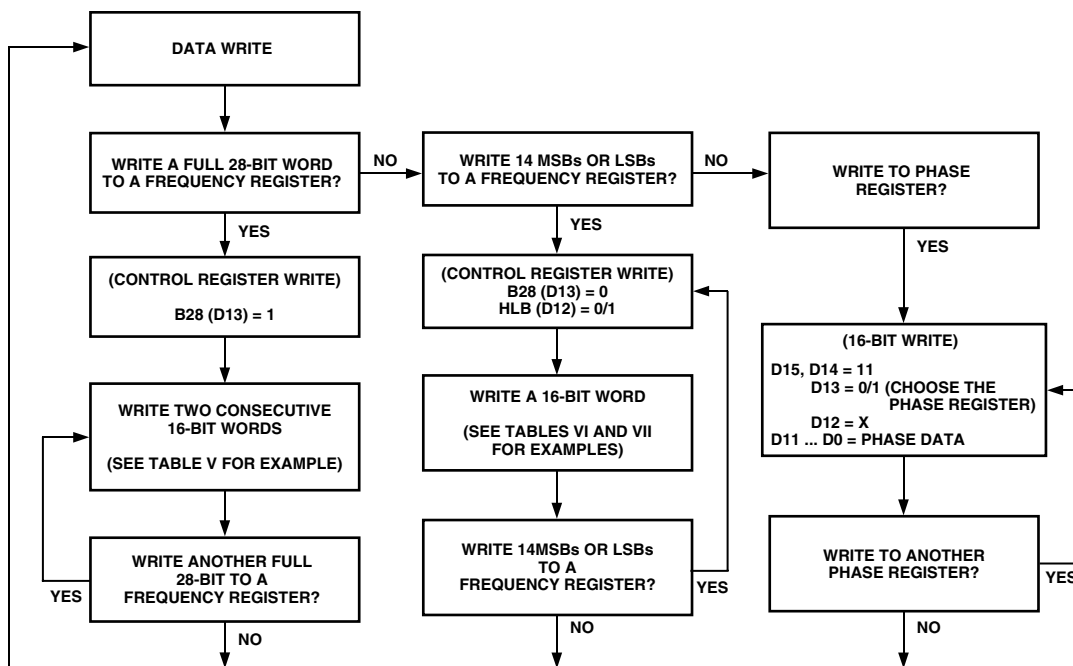 DATA WRITE
WRITE A FULL 28-BIT WORD
TO A FREQUENCY REGISTER?
NO
YES
(CONTROL REGISTER WRITE)
B28 (D13) = 1
WRITE TWO CONSECUTIVE
16-BIT WORDS
(SEE TABLE V FOR EXAMPLE)
WRITE ANOTHER FULL
28-BIT TO A
FREQUENCY REGISTER?
YES
NO
WRITE 14 MSBs OR LSBs
TO A FREQUENCY REGISTER?
NO
YES
(CONTROL REGISTER WRITE)
B28 (D13) = 0
HLB (D12) = 0/1
WRITE A 16-BIT WORD
(SEE TABLES VI AND VII
FOR EXAMPLES)
WRITE 14MSBs OR LSBs
TO A
FREQUENCY REGISTER?
YES
NO
WRITE TO PHASE
REGISTER?
YES
(16-BIT WRITE)
D15, D14 = 11
D13 = 0/1 (CHOOSE THE
PHASE REGISTER)
D12 = X
D11 ... D0 = PHASE DATA
WRITE TO ANOTHER
PHASE REGISTER?
YES
NO